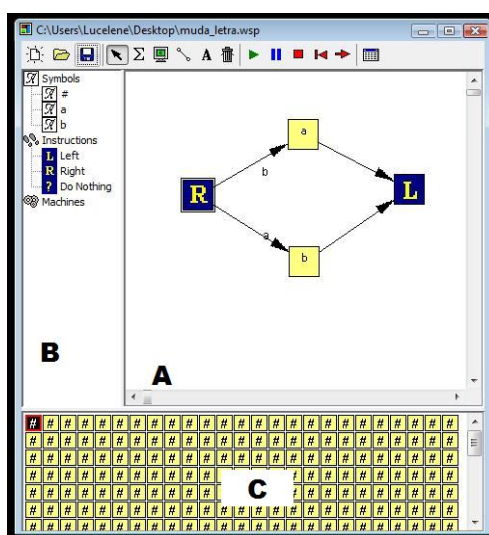 C:\Users\Lucelene\Desktop\muda_letra.wsp
Σ A
Symbols
#
a
b
Instructions
L Left
R Right
? Do Nothing
Machines
a
b
R L
a
b
B
A
# # # # # # # # # # # # # # # # # # # # # # # # #
# # # # # # # # # # # # # # # # # # # # # # # # #
# # # # # # # # # # # # # # # # # # # # # # # # #
# # # # # # # # # # # # # # # # # # # #
# # # # # # # # # # # C # # # # # # # # #
# # # # # # # # # # # # # # # # # # # # # # # # #
# # # # # # # # # # # # # # # # # # # # # # # # #